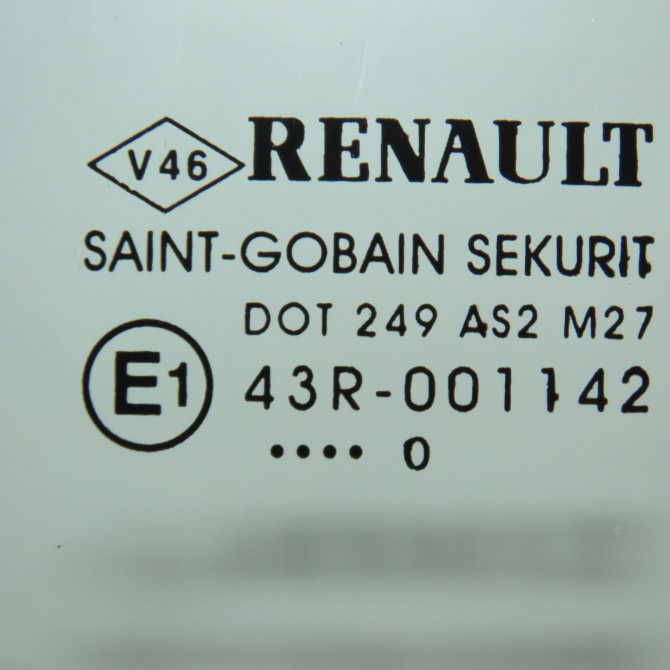 V46 RENAULT
SAINT-GOBAIN SEKURIT
DOT 249 AS2 M27
E1 43R-001142
•••• 0